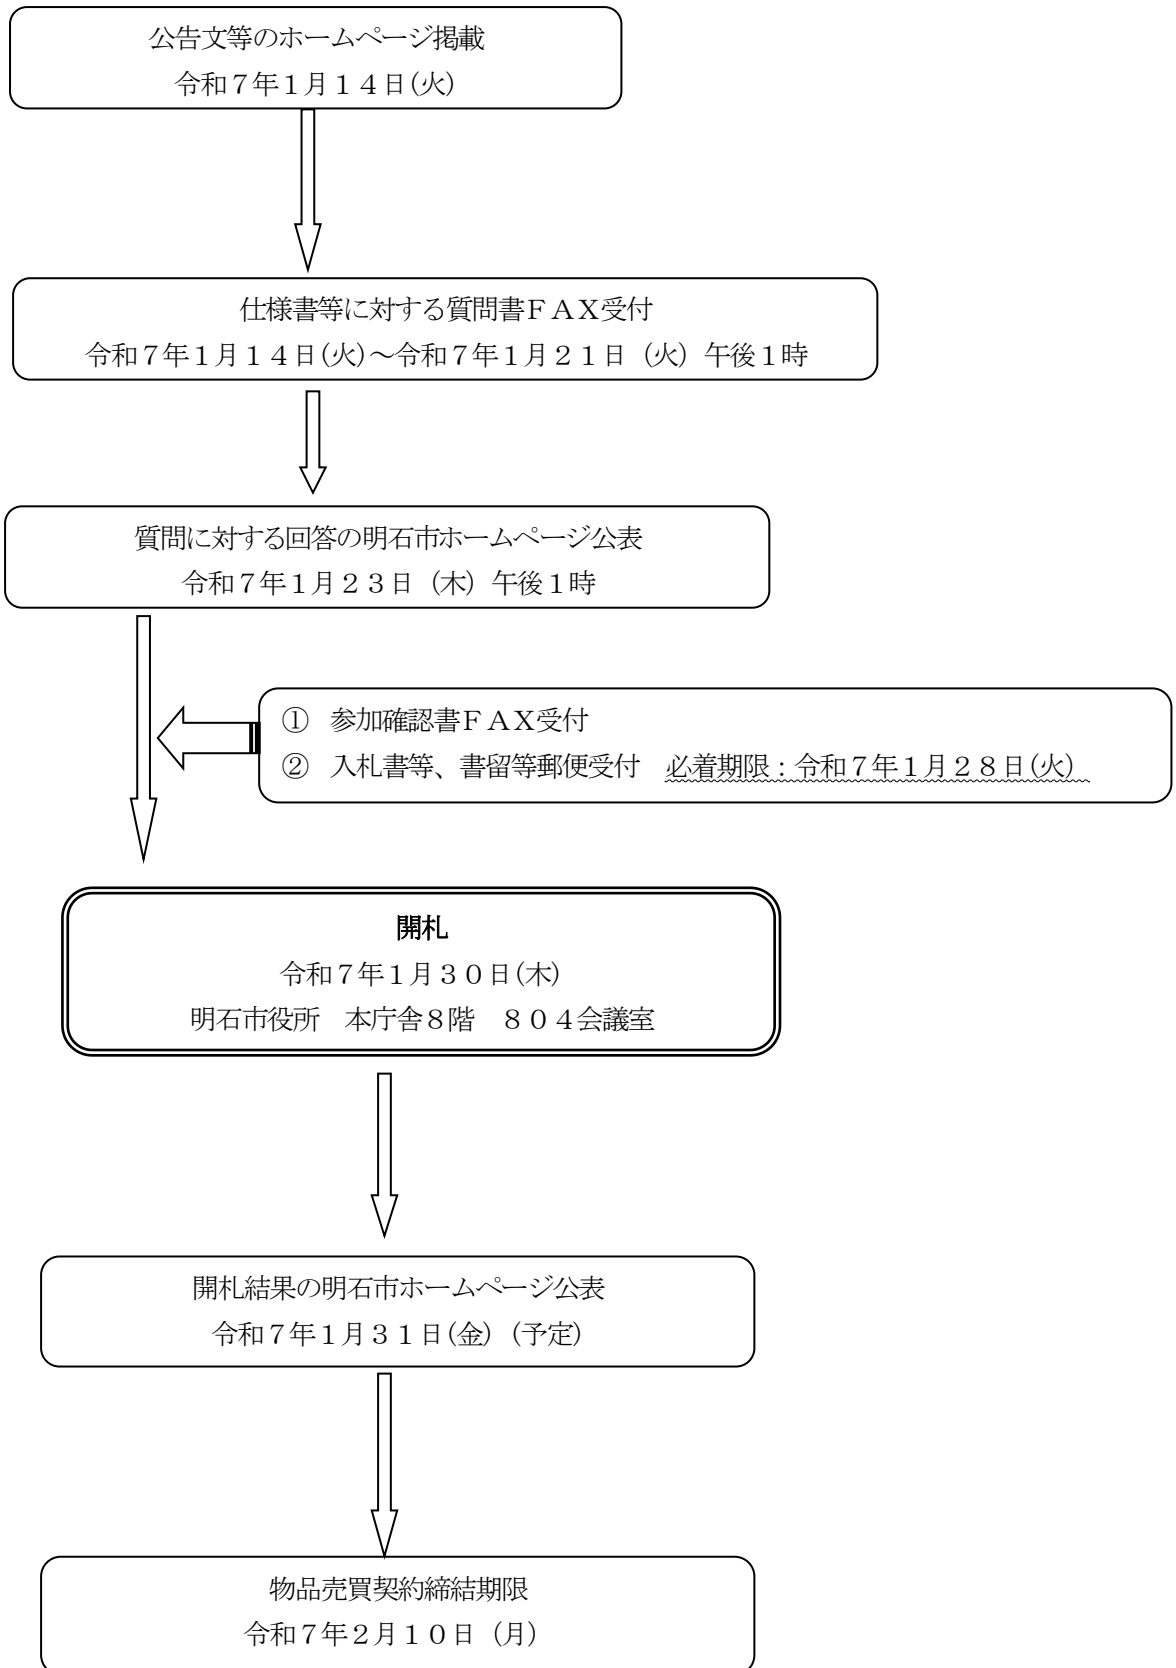 公告文等のホームページ掲載
令和７年１月１４日(火)
仕様書等に対する質問書ＦＡＸ受付
令和７年１月１４日(火)～令和７年１月２１日（火）午後１時
質問に対する回答の明石市ホームページ公表
令和７年１月２３日（木）午後１時
①　参加確認書ＦＡＸ受付
②　入札書等、書留等郵便受付　必着期限：令和７年１月２８日(火)
開札
令和７年１月３０日(木)
明石市役所　本庁舎８階　８０４会議室
開札結果の明石市ホームページ公表
令和７年１月３１日(金)（予定）
物品売買契約締結期限
令和７年２月１０日（月）